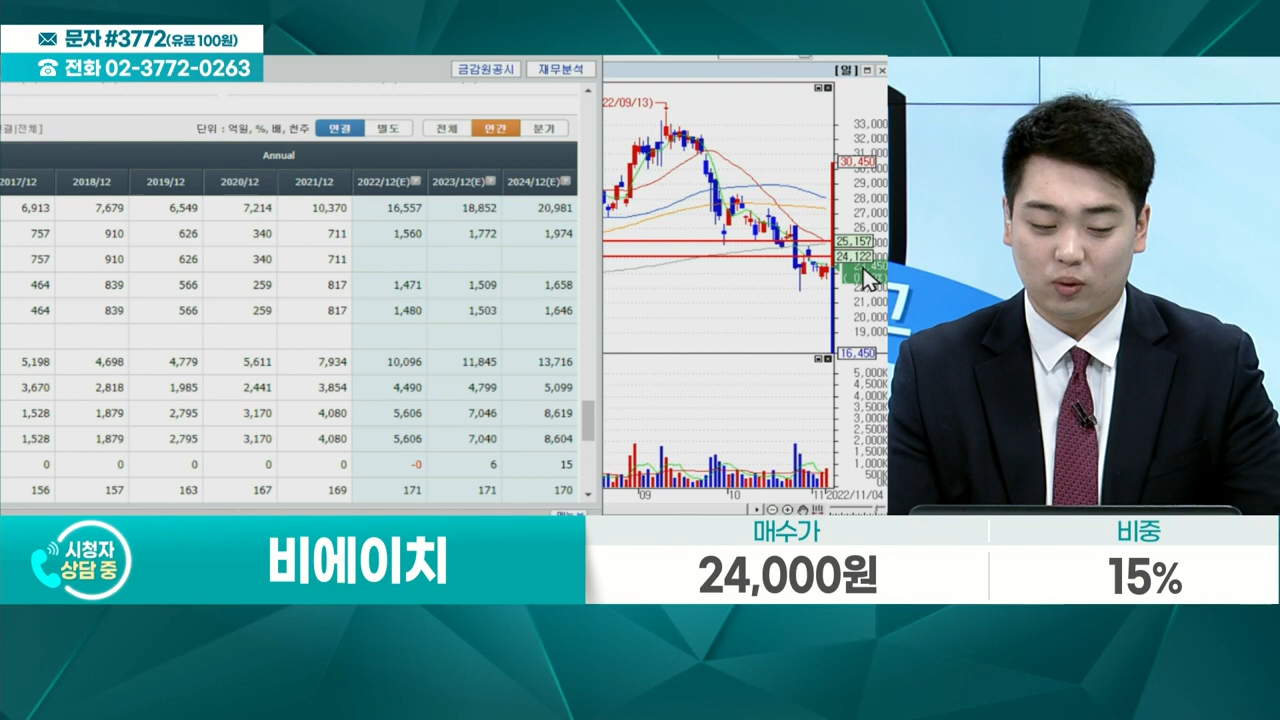 문자 #3772(유료 100원)
전화 02-3772-0263
금감원공시 재무분석
[일]
단위 : 억원, %, 배, 천주 연결 별도 전체 연간 분기
Annual
2017/12 2018/12 2019/12 2020/12 2021/12 2022/12(E) 2023/12(E) 2024/12(E)
6,913 7,679 6,549 7,214 10,370 16,557 18,852 20,981
757 910 626 340 711 1,560 1,772 1,974
757 910 626 340 711
464 839 566 259 817 1,471 1,509 1,658
464 839 566 259 817 1,480 1,503 1,646
5,198 4,698 4,779 5,611 7,934 10,096 11,845 13,716
3,670 2,818 1,985 2,441 3,854 4,490 4,799 5,099
1,528 1,879 2,795 3,170 4,080 5,606 7,046 8,619
1,528 1,879 2,795 3,170 4,080 5,606 7,040 8,604
0 0 0 0 0 -0 6 15
156 157 163 167 169 171 171 170
22/09/13)
33,000
32,000
31,000
30,450
29,000
28,000
27,000
26,000
25,157
24,122
21,000
20,000
19,000
16,450
5,000K
4,500K
4,000K
3,500K
3,000K
2,500K
2,000K
1,500K
1,000K
500K
0K
09 10 11 2022/11/04
고
시청자
상담 중
비에이치
매수가 비중
24,000원 15%